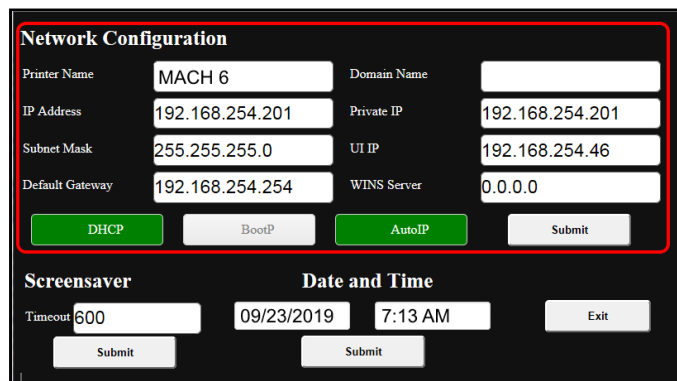 Network Configuration
Printer Name MACH 6 Domain Name
IP Address 192.168.254.201 Private IP 192.168.254.201
Subnet Mask 255.255.255.0 UI IP 192.168.254.46
Default Gateway 192.168.254.254 WINS Server 0.0.0.0
DHCP BootP AutoIP Submit
Screensaver Date and Time
Timeout 600 09/23/2019 7:13 AM Exit
Submit Submit